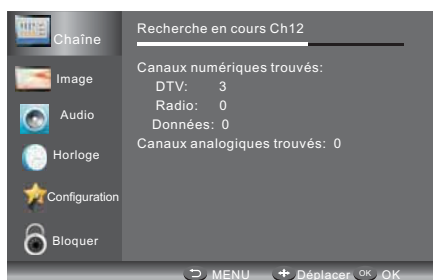 Chaîne
Image
Audio
Horloge
Configuration
Bloquer
Recherche en cours Ch12
Canaux numériques trouvés:
DTV: 3
Radio: 0
Données: 0
Canaux analogiques trouvés: 0
MENU Déplacer OK OK